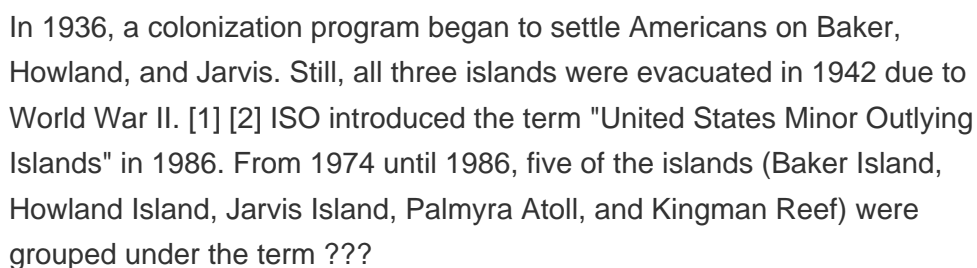 In 1936, a colonization program began to settle Americans on Baker,
Howland, and Jarvis. Still, all three islands were evacuated in 1942 due to
World War II. [1] [2] ISO introduced the term "United States Minor Outlying
Islands" in 1986. From 1974 until 1986, five of the islands (Baker Island,
Howland Island, Jarvis Island, Palmyra Atoll, and Kingman Reef) were
grouped under the term ???